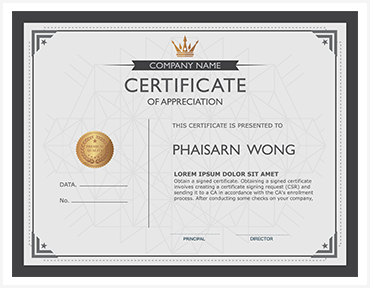 COMPANY NAME
CERTIFICATE
OF APPRECIATION
THIS CERTIFICATE IS PRESENTED TO
PHAISARN WONG
LOREM IPSUM DOLOR SIT AMET
Obtain a signed certificate. Obtaining a signed certificate
involves creating a certificate signing request (CSR) and
sending it to a CA in accordance with the CA's enrollment
process. After conducting some checks on your company,
DATA.
No.
PRINCIPAL
DIRECTOR